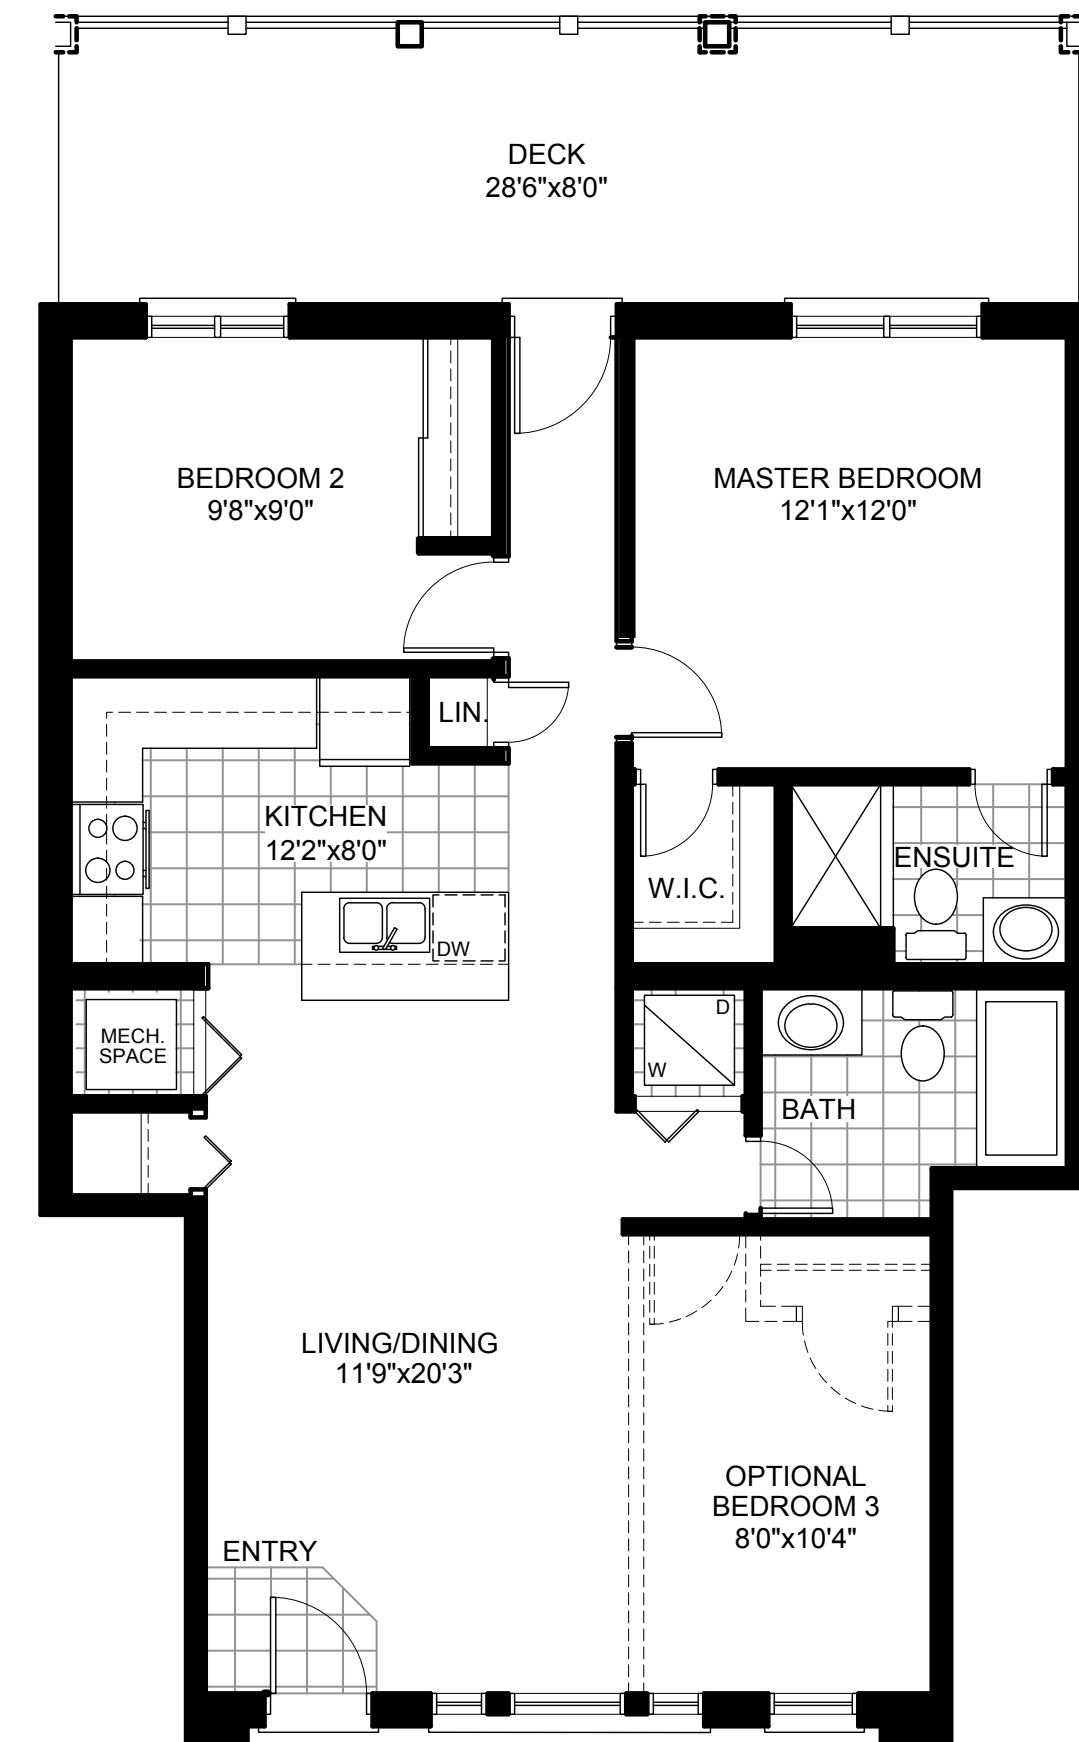 DECK
28'6"x8'0"
BEDROOM 2
9'8"x9'0"
MASTER BEDROOM
12'1"x12'0"
LIN.
KITCHEN
12'2"x8'0"
ENSUITE
W.I.C.
DW
MECH.
SPACE
D
W
BATH
LIVING/DINING
11'9"x20'3"
OPTIONAL
BEDROOM 3
8'0"x10'4"
ENTRY